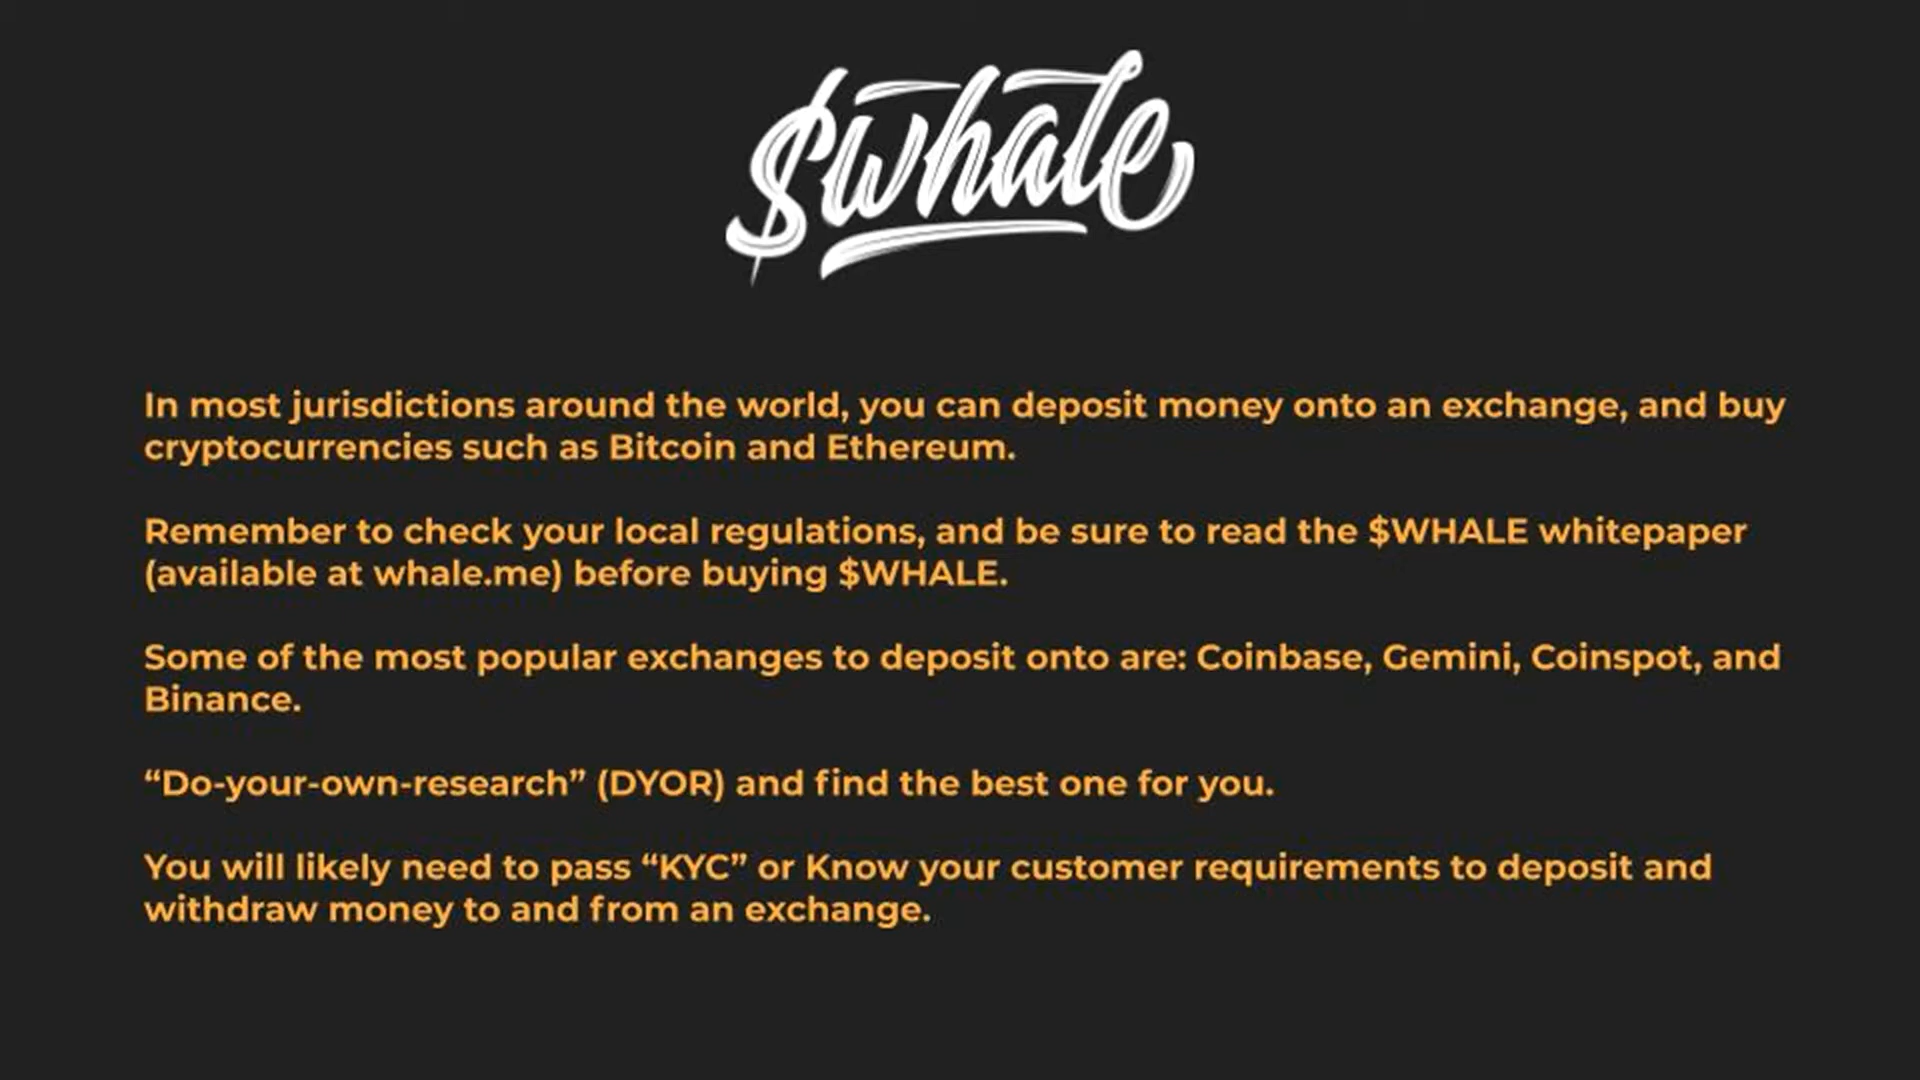 $whale
In most jurisdictions around the world, you can deposit money onto an exchange, and buy
cryptocurrencies such as Bitcoin and Ethereum.
Remember to check your local regulations, and be sure to read the $WHALE whitepaper
(available at whale.me) before buying $WHALE.
Some of the most popular exchanges to deposit onto are: Coinbase, Gemini, Coinspot, and
Binance.
“Do-your-own-research” (DYOR) and find the best one for you.
You will likely need to pass “KYC” or Know your customer requirements to deposit and
withdraw money to and from an exchange.